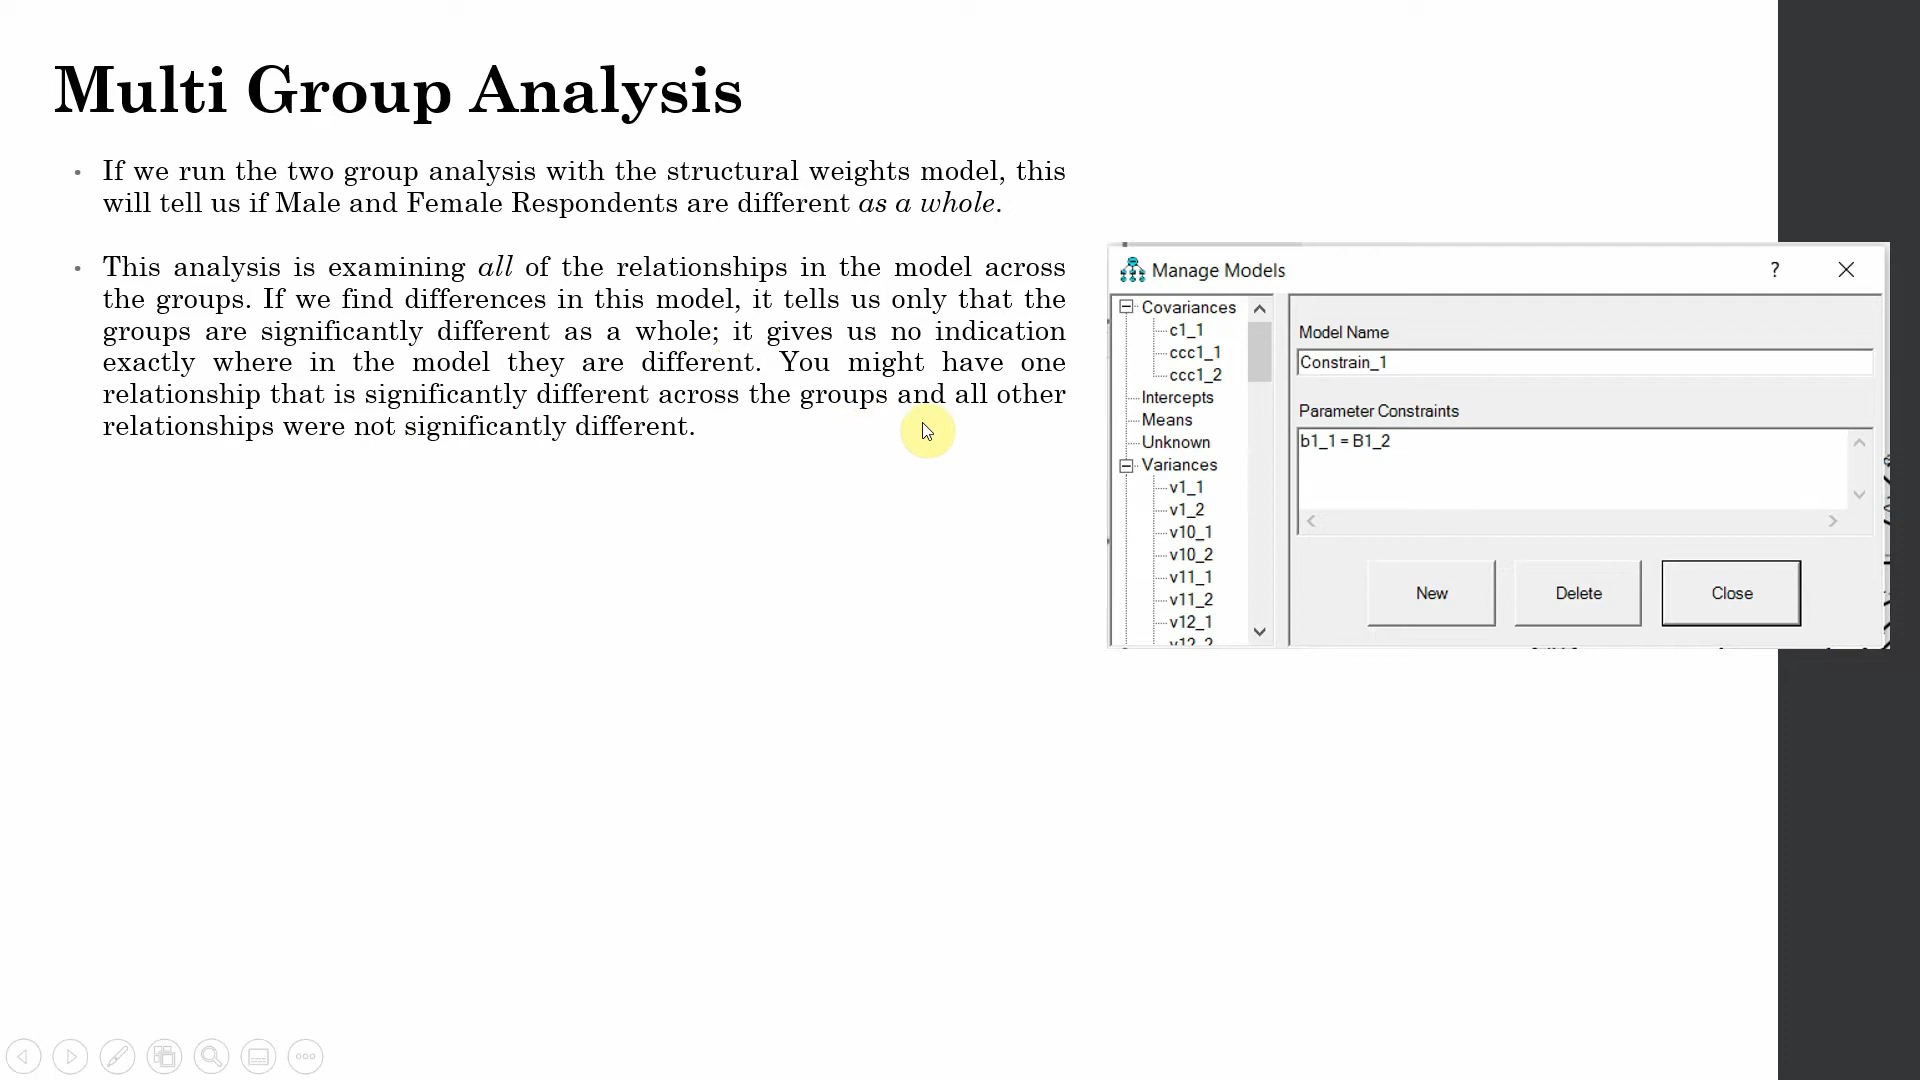 Multi Group Analysis
• If we run the two group analysis with the structural weights model, this
will tell us if Male and Female Respondents are different as a whole.
• This analysis is examining all of the relationships in the model across
the groups. If we find differences in this model, it tells us only that the
groups are significantly different as a whole; it gives us no indication
exactly where in the model they are different. You might have one
relationship that is significantly different across the groups and all other
relationships were not significantly different.
Manage Models
?
Covariances
c1_1
ccc1_1
ccc1_2
Intercepts
Means
Unknown
Variances
v1_1
v1_2
v10_1
v10_2
v11_1
v11_2
v12_1
v12_2
Model Name
Constrain_1
Parameter Constraints
b1_1 = B1_2
New
Delete
Close